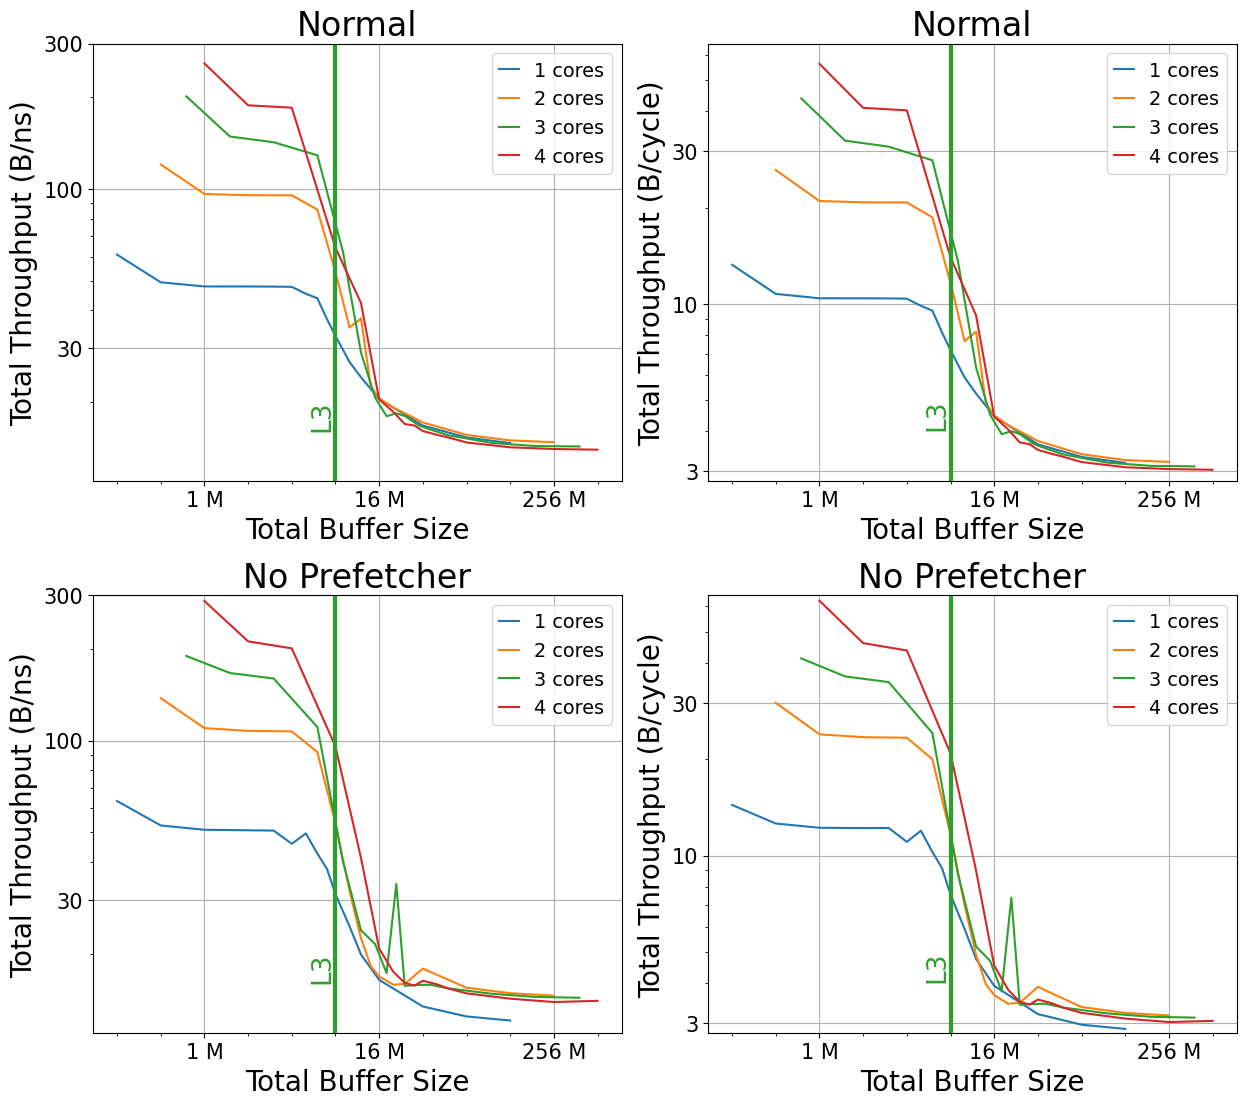 Normal
300
100
30
Total Throughput (B/ns)
1 cores
2 cores
3 cores
4 cores
L3
1 M
16 M
256 M
Total Buffer Size
Normal
30
10
3
Total Throughput (B/cycle)
1 cores
2 cores
3 cores
4 cores
L3
1 M
16 M
256 M
Total Buffer Size
No Prefetcher
300
100
30
Total Throughput (B/ns)
1 cores
2 cores
3 cores
4 cores
L3
1 M
16 M
256 M
Total Buffer Size
No Prefetcher
30
10
3
Total Throughput (B/cycle)
1 cores
2 cores
3 cores
4 cores
L3
1 M
16 M
256 M
Total Buffer Size